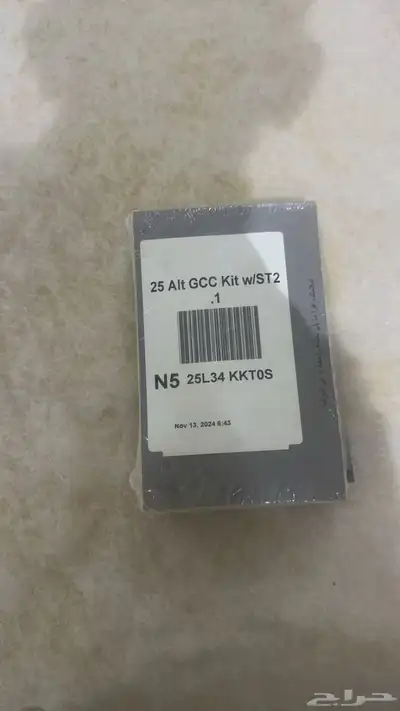 25 Alt GCC Kit w/ST2
.1
N5 25L34 KKT0S
Nov 13, 2024 6:43
حراج